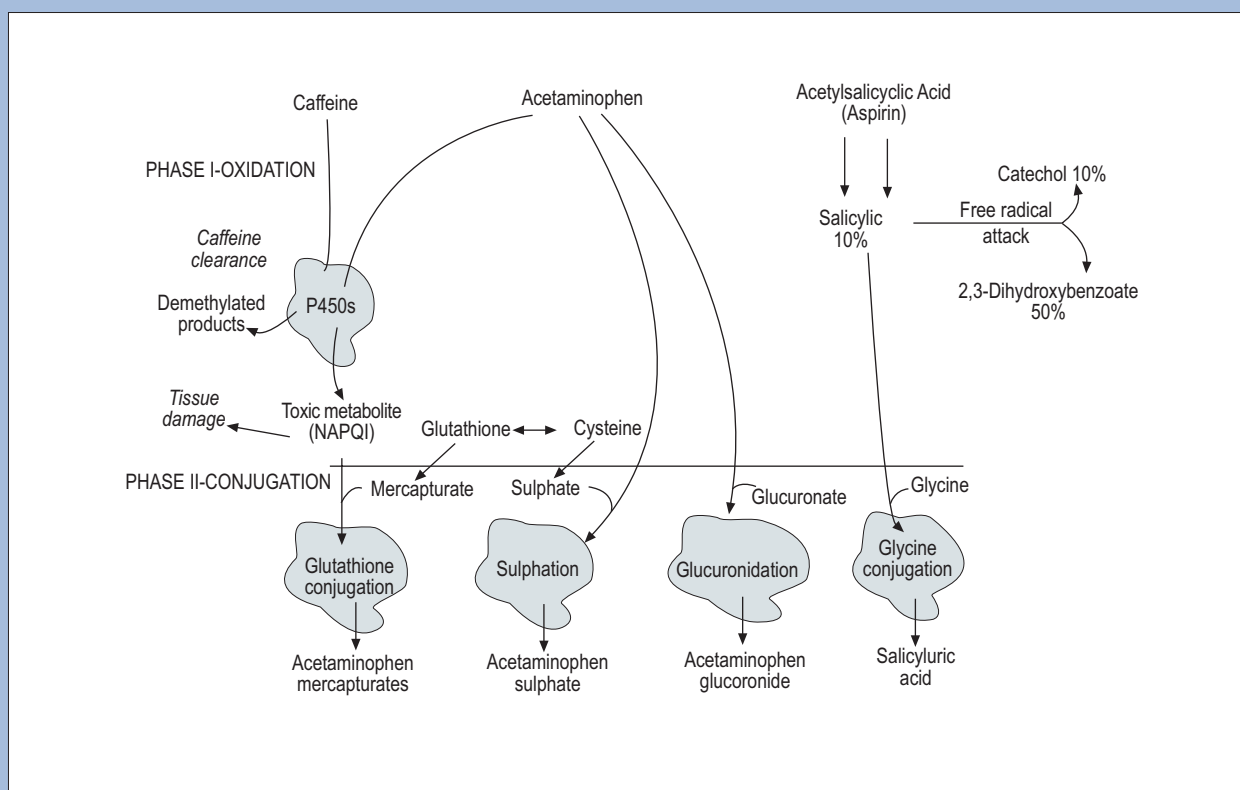 Caffeine
Acetaminophen
Acetylsalicyclic Acid
(Aspirin)
PHASE I-OXIDATION
Catechol 10%
Salicylic
10%
Free radical
attack
Caffeine
clearance
2,3-Dihydroxybenzoate
50%
Demethylated
products
P450s
Tissue
damage
Toxic metabolite
(NAPQI)
Glutathione
Cysteine
PHASE II-CONJUGATION
Mercapturate
Sulphate
Glucuronate
Glycine
Glutathione
conjugation
Sulphation
Glucuronidation
Glycine
conjugation
Acetaminophen
mercapturates
Acetaminophen
sulphate
Acetaminophen
glucoronide
Salicyluric
acid